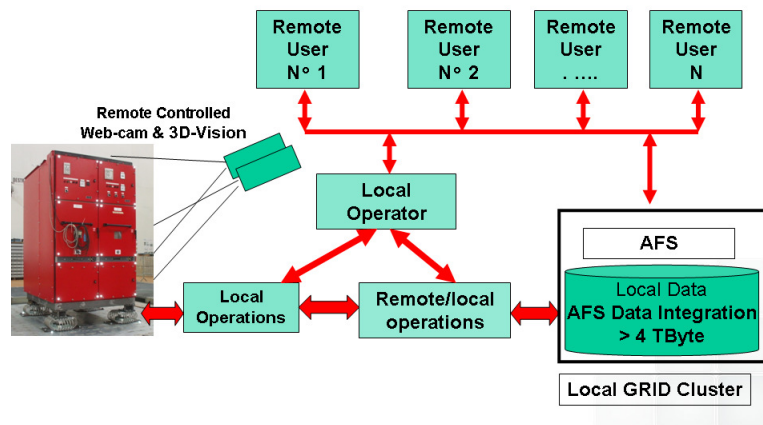 Remote
User
N° 1
Remote
User
N° 2
Remote
User
. ....
Remote
User
N
Remote Controlled
Web-cam & 3D-Vision
Local
Operator
AFS
Local Data
AFS Data Integration
> 4 TByte
Local
Operations
Remote/local
operations
Local GRID Cluster